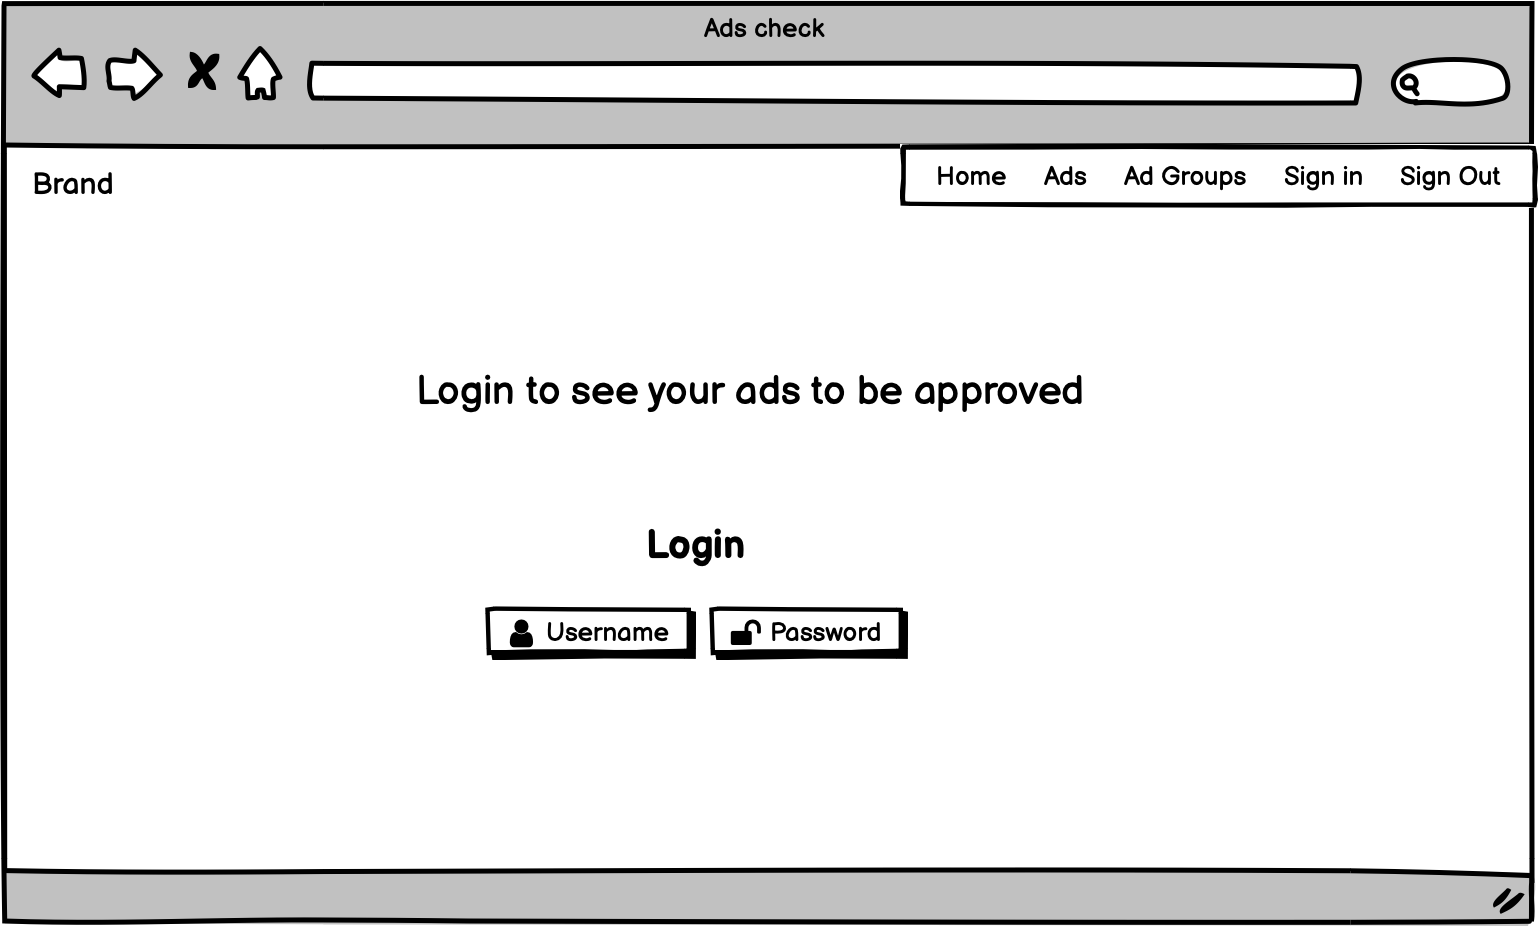 Ads check
Brand
Home Ads Ad Groups Sign in Sign Out
Login to see your ads to be approved
Login
Username Password